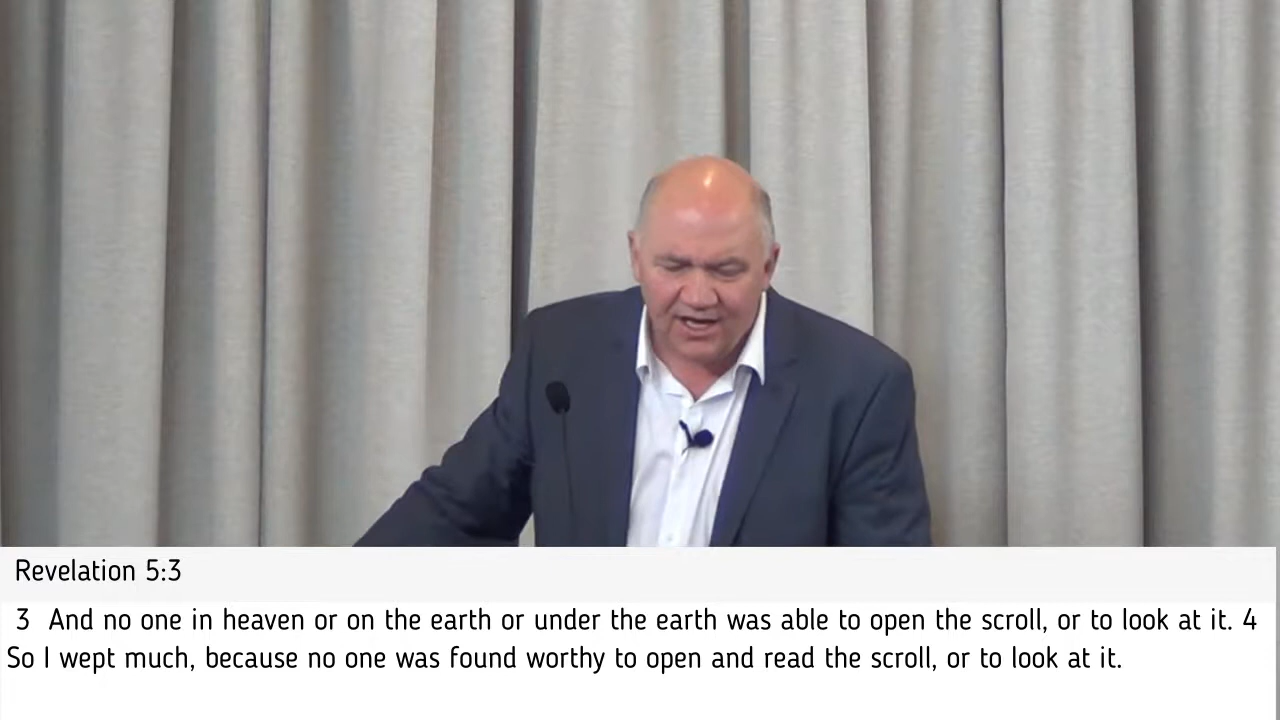 Revelation 5:3
3 And no one in heaven or on the earth or under the earth was able to open the scroll, or to look at it. 4
So I wept much, because no one was found worthy to open and read the scroll, or to look at it.